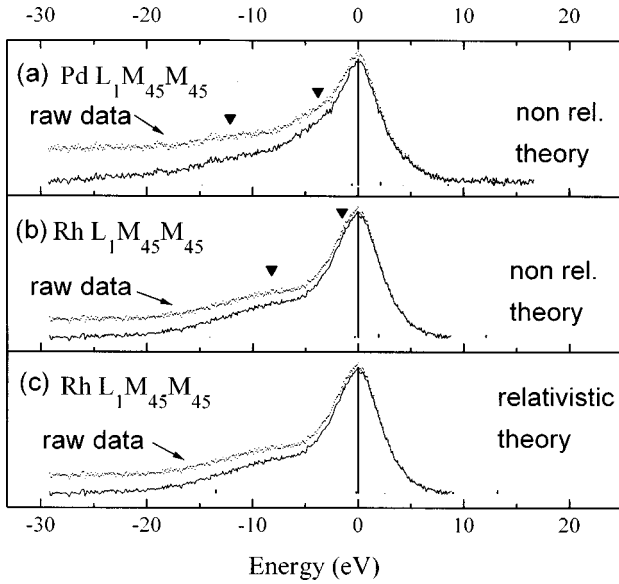 -30 -20 -10 0 10 20
(a) Pd L₁M₄₅M₄₅
raw data
non rel.
theory
(b) Rh L₁M₄₅M₄₅
raw data
non rel.
theory
(c) Rh L₁M₄₅M₄₅
raw data
relativistic
theory
-30 -20 -10 0 10 20
Energy (eV)